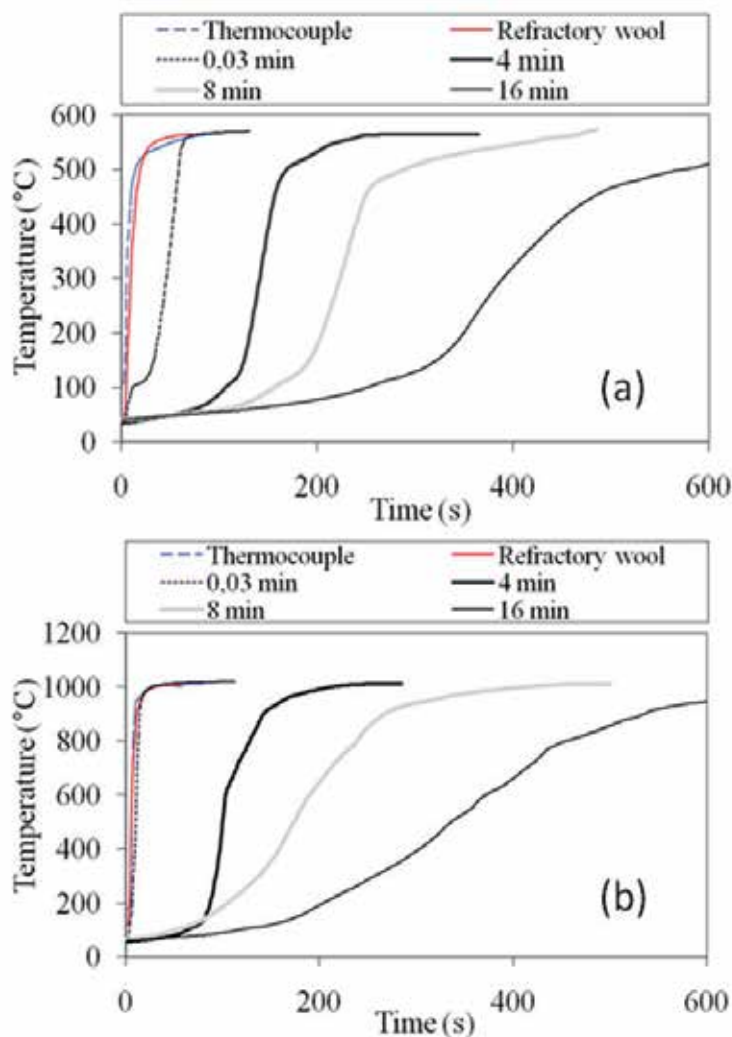 Thermocouple Refractory wool
0,03 min 4 min
8 min 16 min
600
500
400
300
200
100
0
Temperature (°C)
(a)
0 200 400 600
Time (s)
Thermocouple Refractory wool
0,03 min 4 min
8 min 16 min
1200
1000
800
600
400
200
0
Temperature (°C)
(b)
0 200 400 600
Time (s)